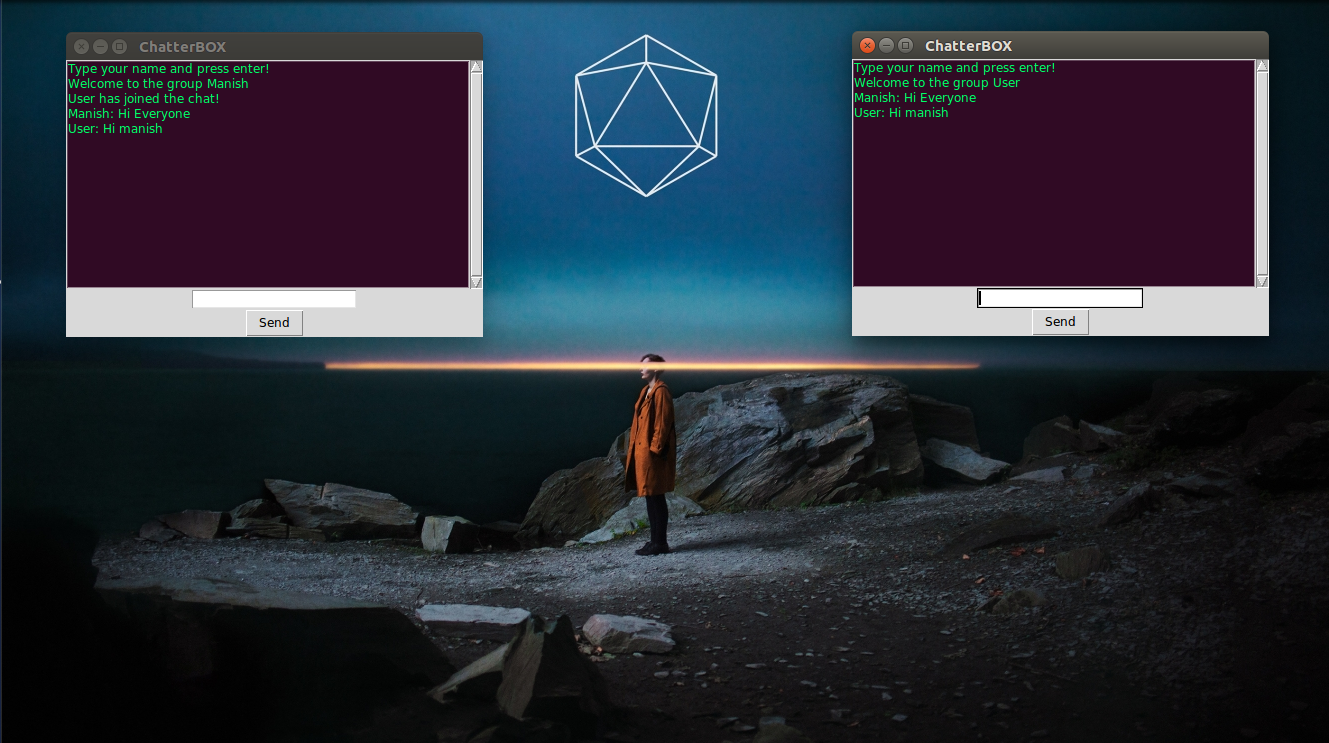 ChatterBOX
Type your name and press enter!
Welcome to the group Manish
User has joined the chat!
Manish: Hi Everyone
User: Hi manish
Send
ChatterBOX
Type your name and press enter!
Welcome to the group User
Manish: Hi Everyone
User: Hi manish
Send